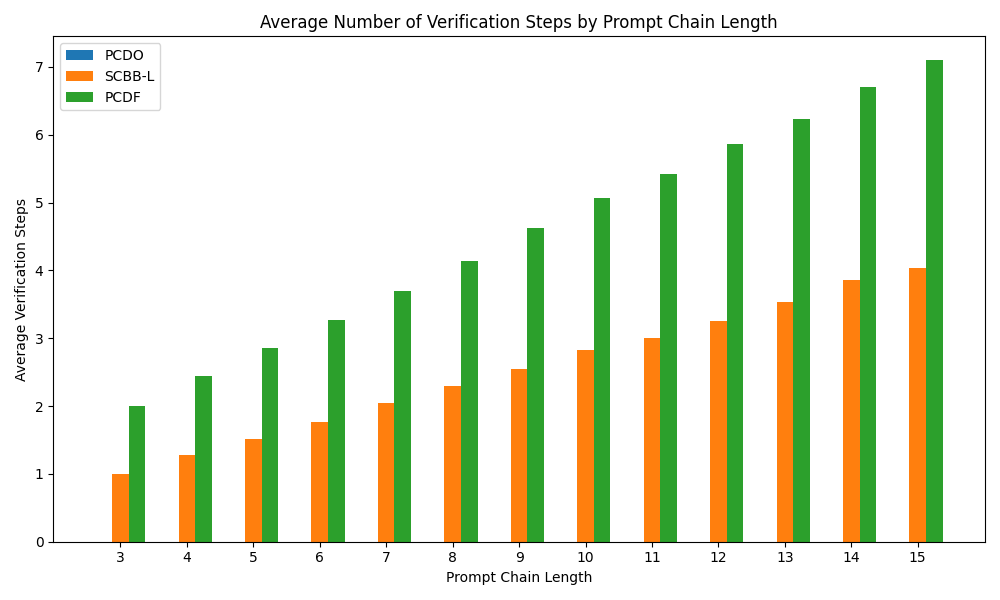 Average Number of Verification Steps by Prompt Chain Length
PCDO
SCBB-L
PCDF
Average Verification Steps
7
6
5
4
3
2
1
0
3 4 5 6 7 8 9 10 11 12 13 14 15
Prompt Chain Length